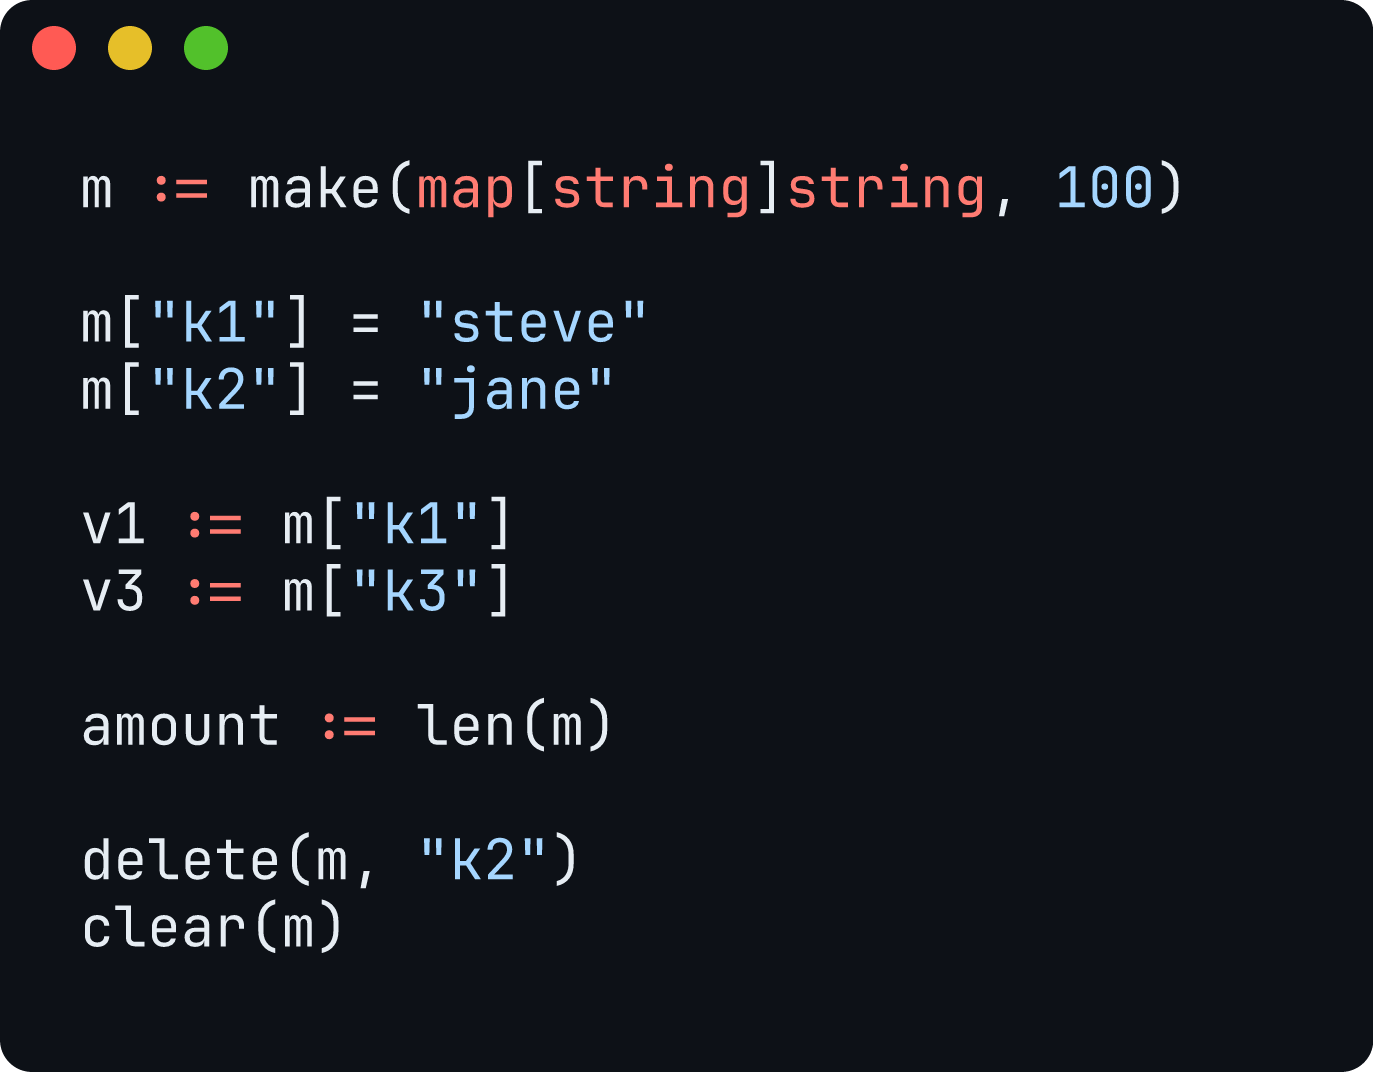 m := make(map[string]string, 100)
m["k1"] = "steve"
m["k2"] = "jane"
v1 := m["k1"]
v3 := m["k3"]
amount := len(m)
delete(m, "k2")
clear(m)